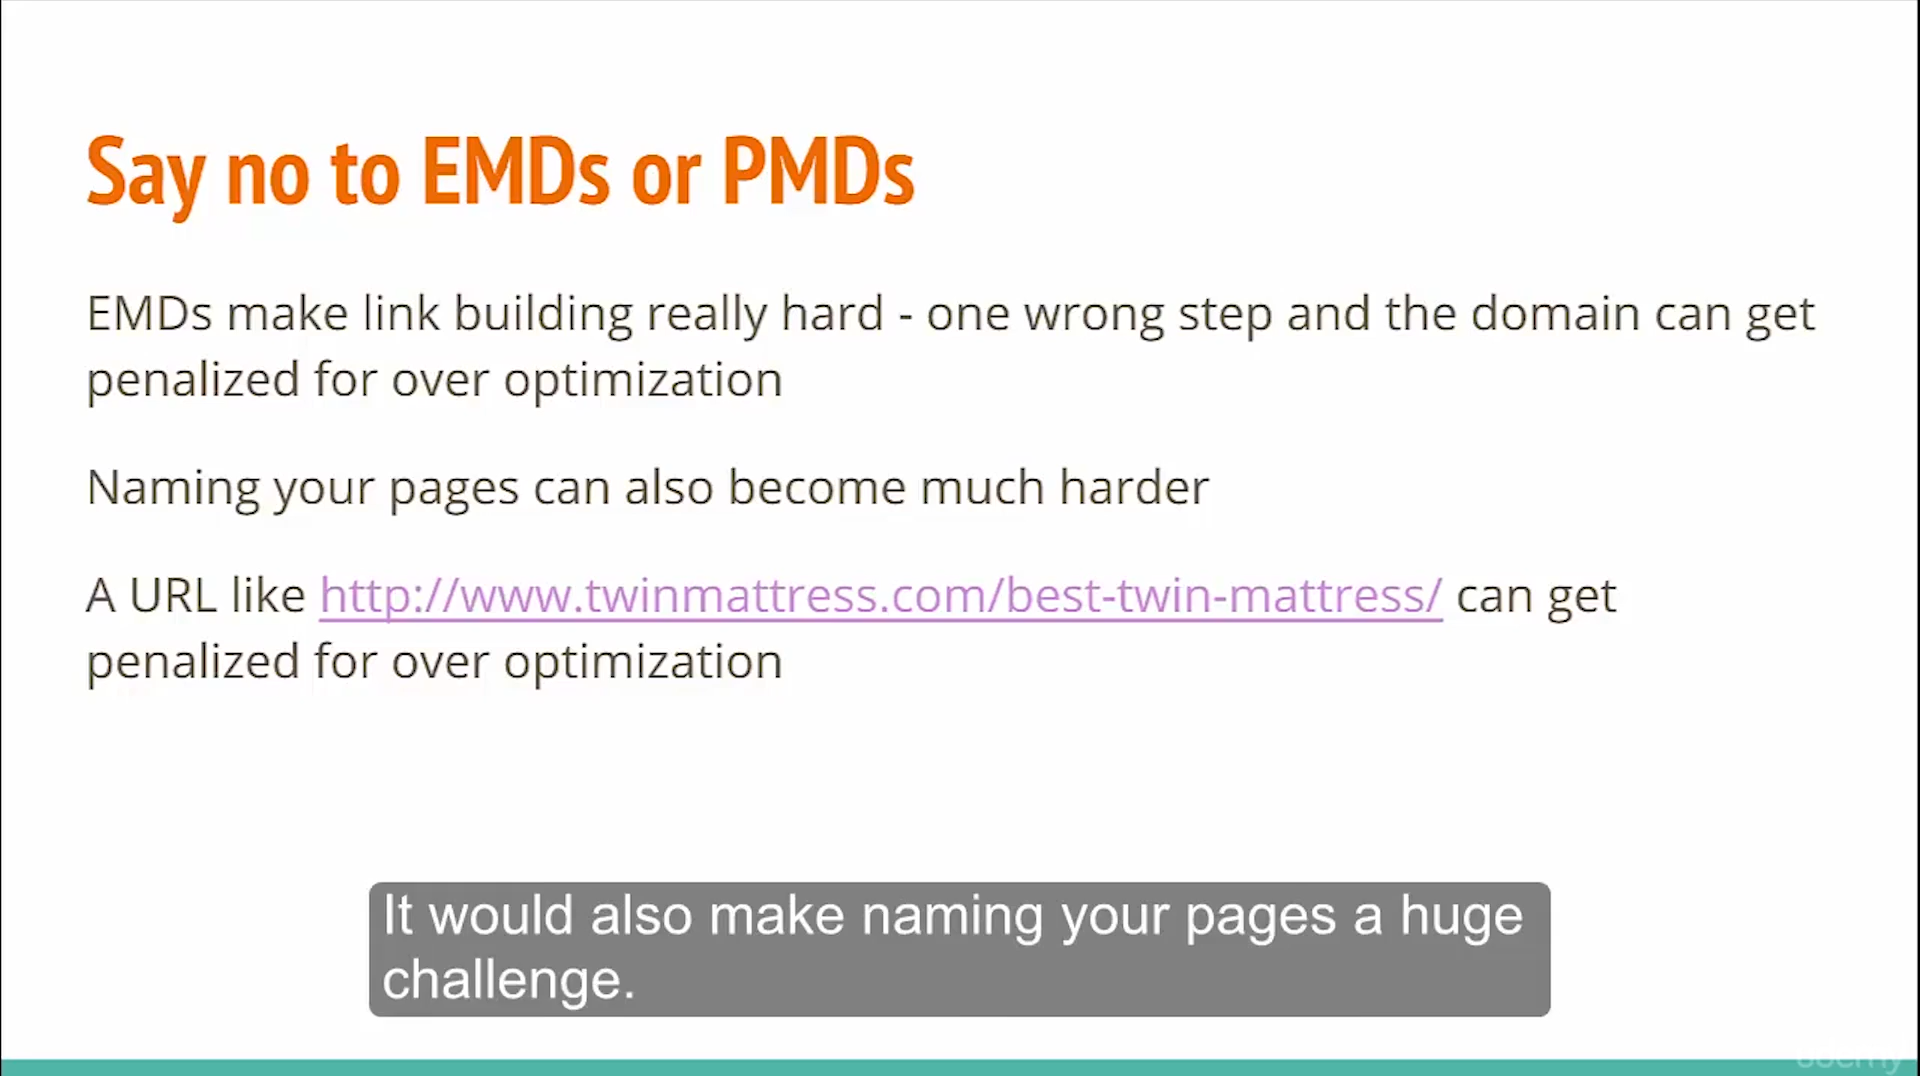 Say no to EMDs or PMDs
EMDs make link building really hard - one wrong step and the domain can get
penalized for over optimization
Naming your pages can also become much harder
A URL like http://www.twinmattress.com/best-twin-mattress/ can get
penalized for over optimization
It would also make naming your pages a huge
challenge.